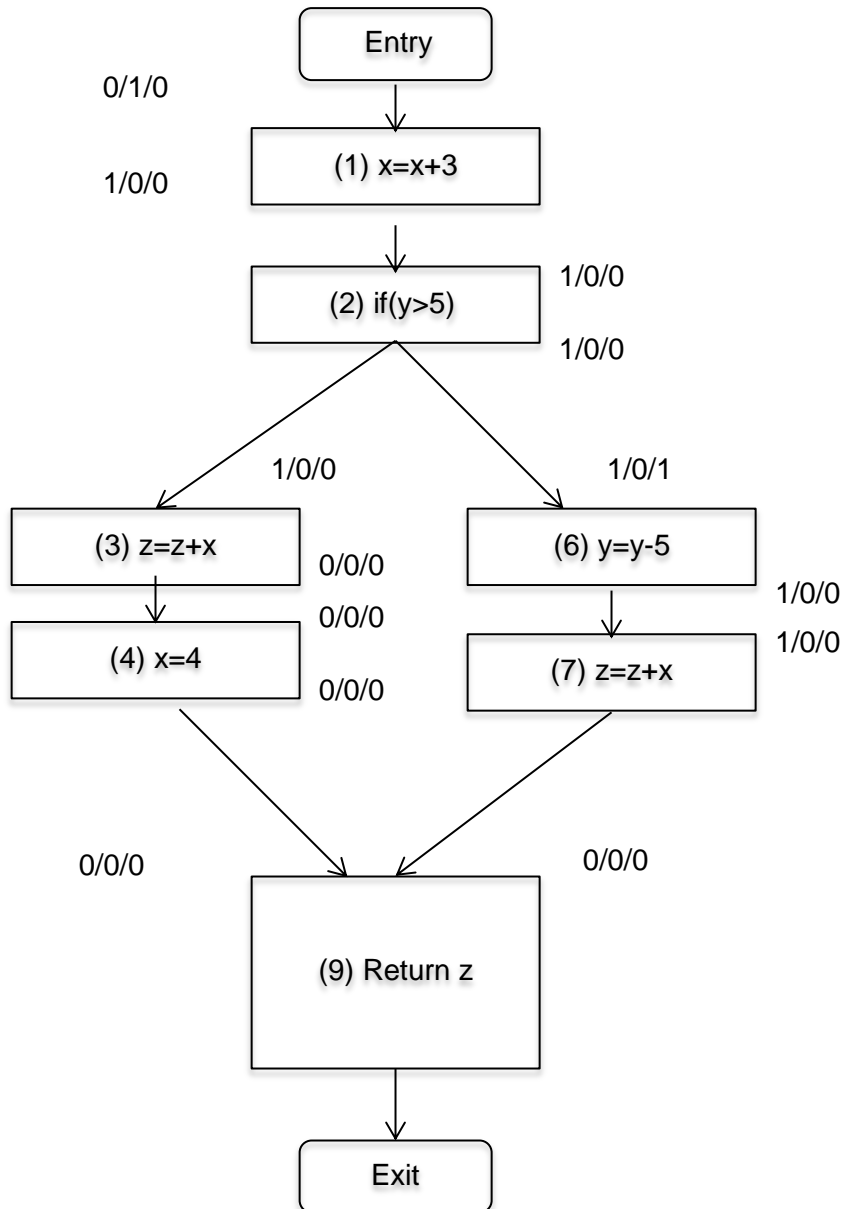 Entry
0/1/0
(1) x=x+3
1/0/0
(2) if(y>5)
1/0/0
1/0/0
1/0/0
1/0/1
(3) z=z+x
(6) y=y-5
0/0/0
1/0/0
0/0/0
1/0/0
(4) x=4
(7) z=z+x
0/0/0
0/0/0
0/0/0
(9) Return z
Exit